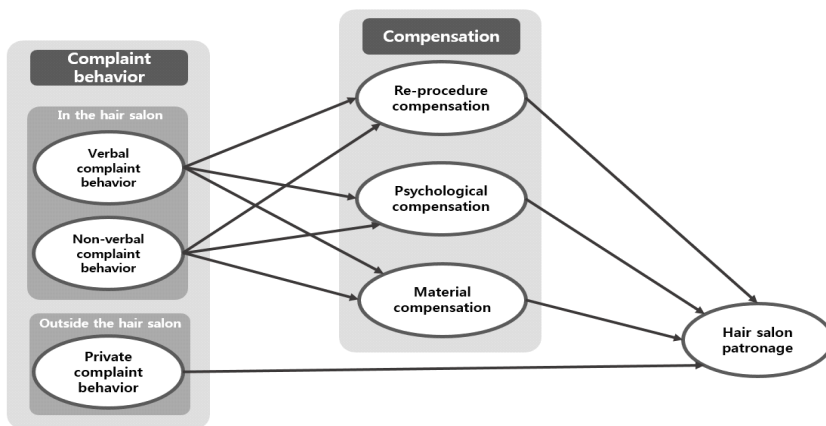 Complaint
behavior
In the hair salon
Verbal
complaint
behavior
Non-verbal
complaint
behavior
Outside the hair salon
Private
complaint
behavior
Compensation
Re-procedure
compensation
Psychological
compensation
Material
compensation
Hair salon
patronage